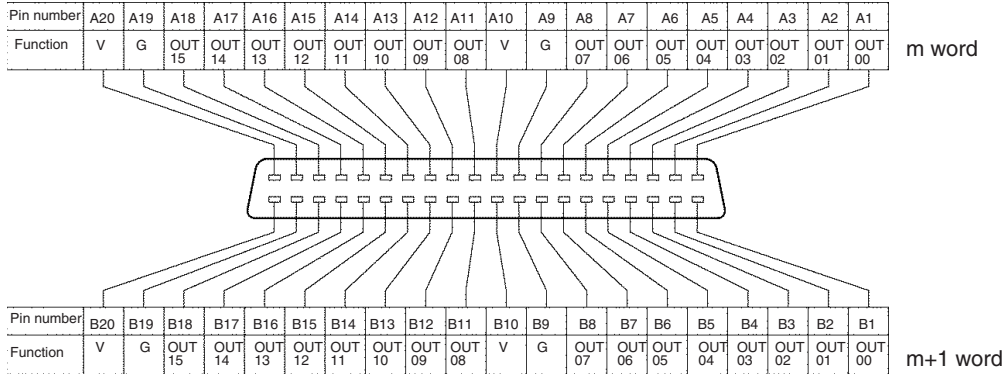 Pin number A20 A19 A18 A17 A16 A15 A14 A13 A12 A11 A10 A9 A8 A7 A6 A5 A4 A3 A2 A1
Function V G OUT 15 OUT 14 OUT 13 OUT 12 OUT 11 OUT 10 OUT 09 OUT 08 V G OUT 07 OUT 06 OUT 05 OUT 04 OUT 03 OUT 02 OUT 01 OUT 00
m word
Pin number B20 B19 B18 B17 B16 B15 B14 B13 B12 B11 B10 B9 B8 B7 B6 B5 B4 B3 B2 B1
Function V G OUT 15 OUT 14 OUT 13 OUT 12 OUT 11 OUT 10 OUT 09 OUT 08 V G OUT 07 OUT 06 OUT 05 OUT 04 OUT 03 OUT 02 OUT 01 OUT 00
m+1 word